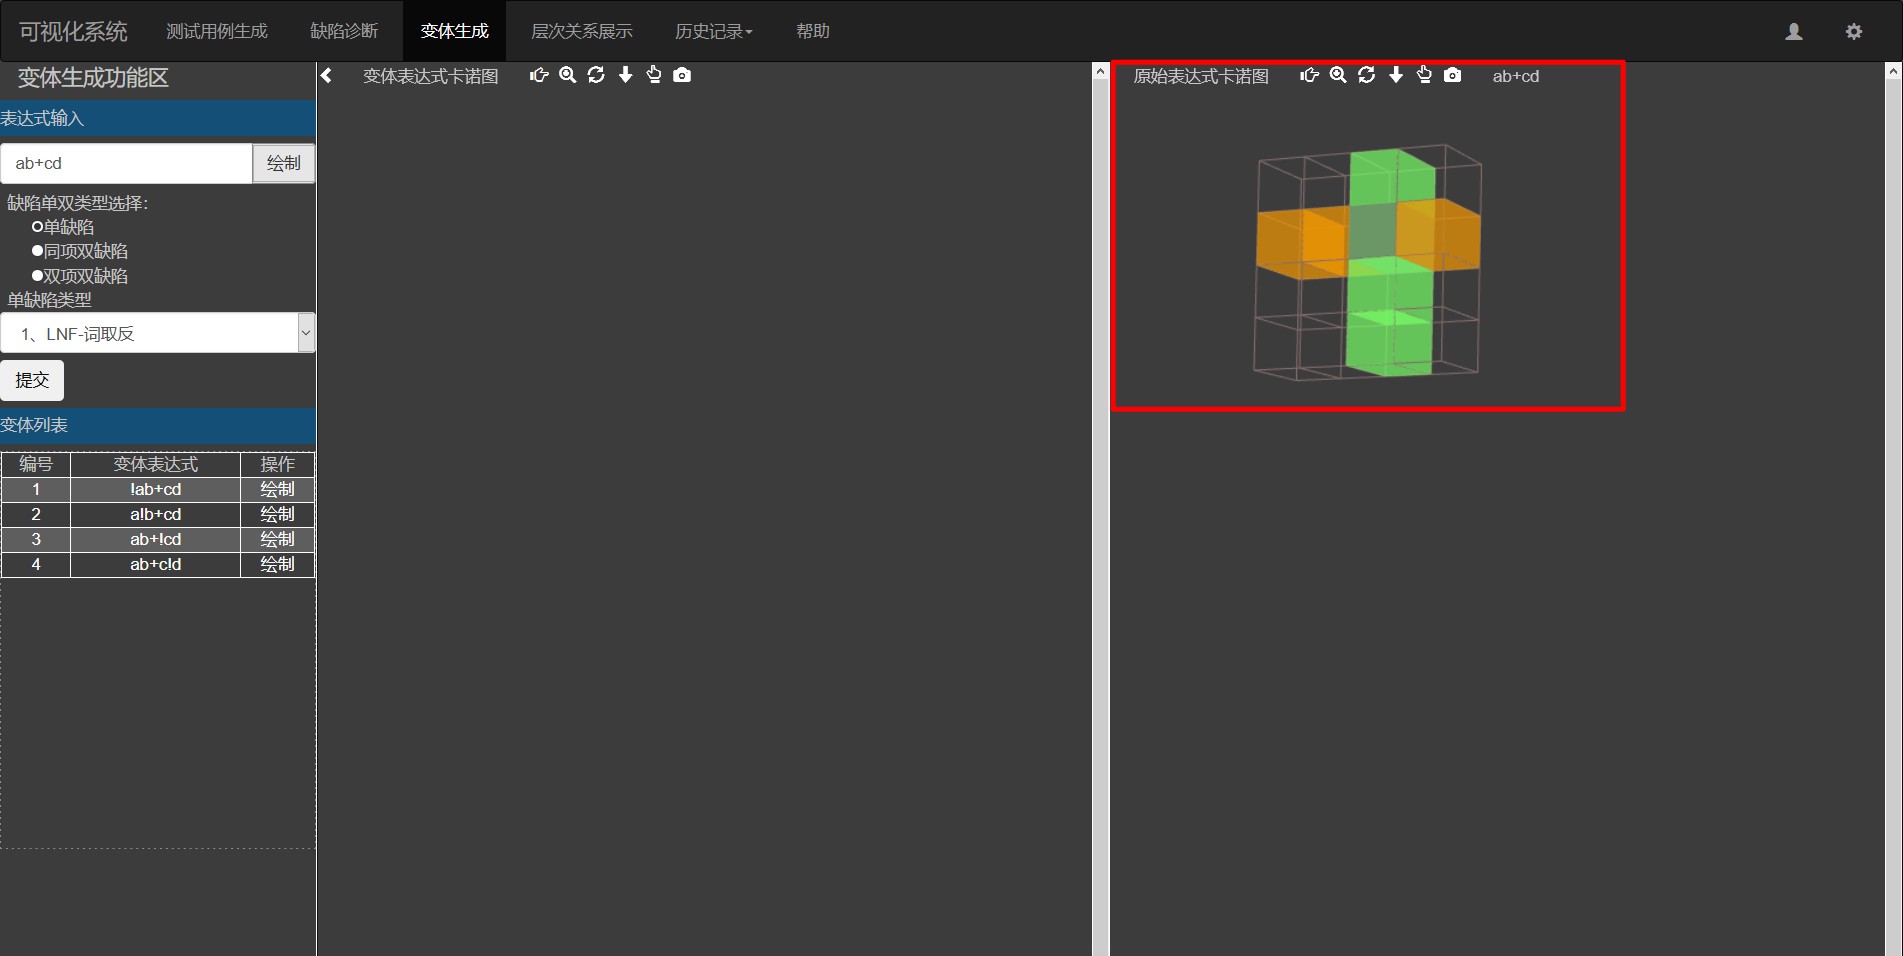 可视化系统 测试用例生成 缺陷诊断 变体生成 层次关系展示 历史记录 帮助
变体生成功能区
表达式输入
ab+cd 绘制
缺陷单双类型选择:
单缺陷
同项双缺陷
双项双缺陷
单缺陷类型
1、LNF-词取反
提交
变体列表
编号 变体表达式 操作
1 !ab+cd 绘制
2 a!b+cd 绘制
3 ab+!cd 绘制
4 ab+c!d 绘制
变体表达式卡诺图
原始表达式卡诺图 ab+cd